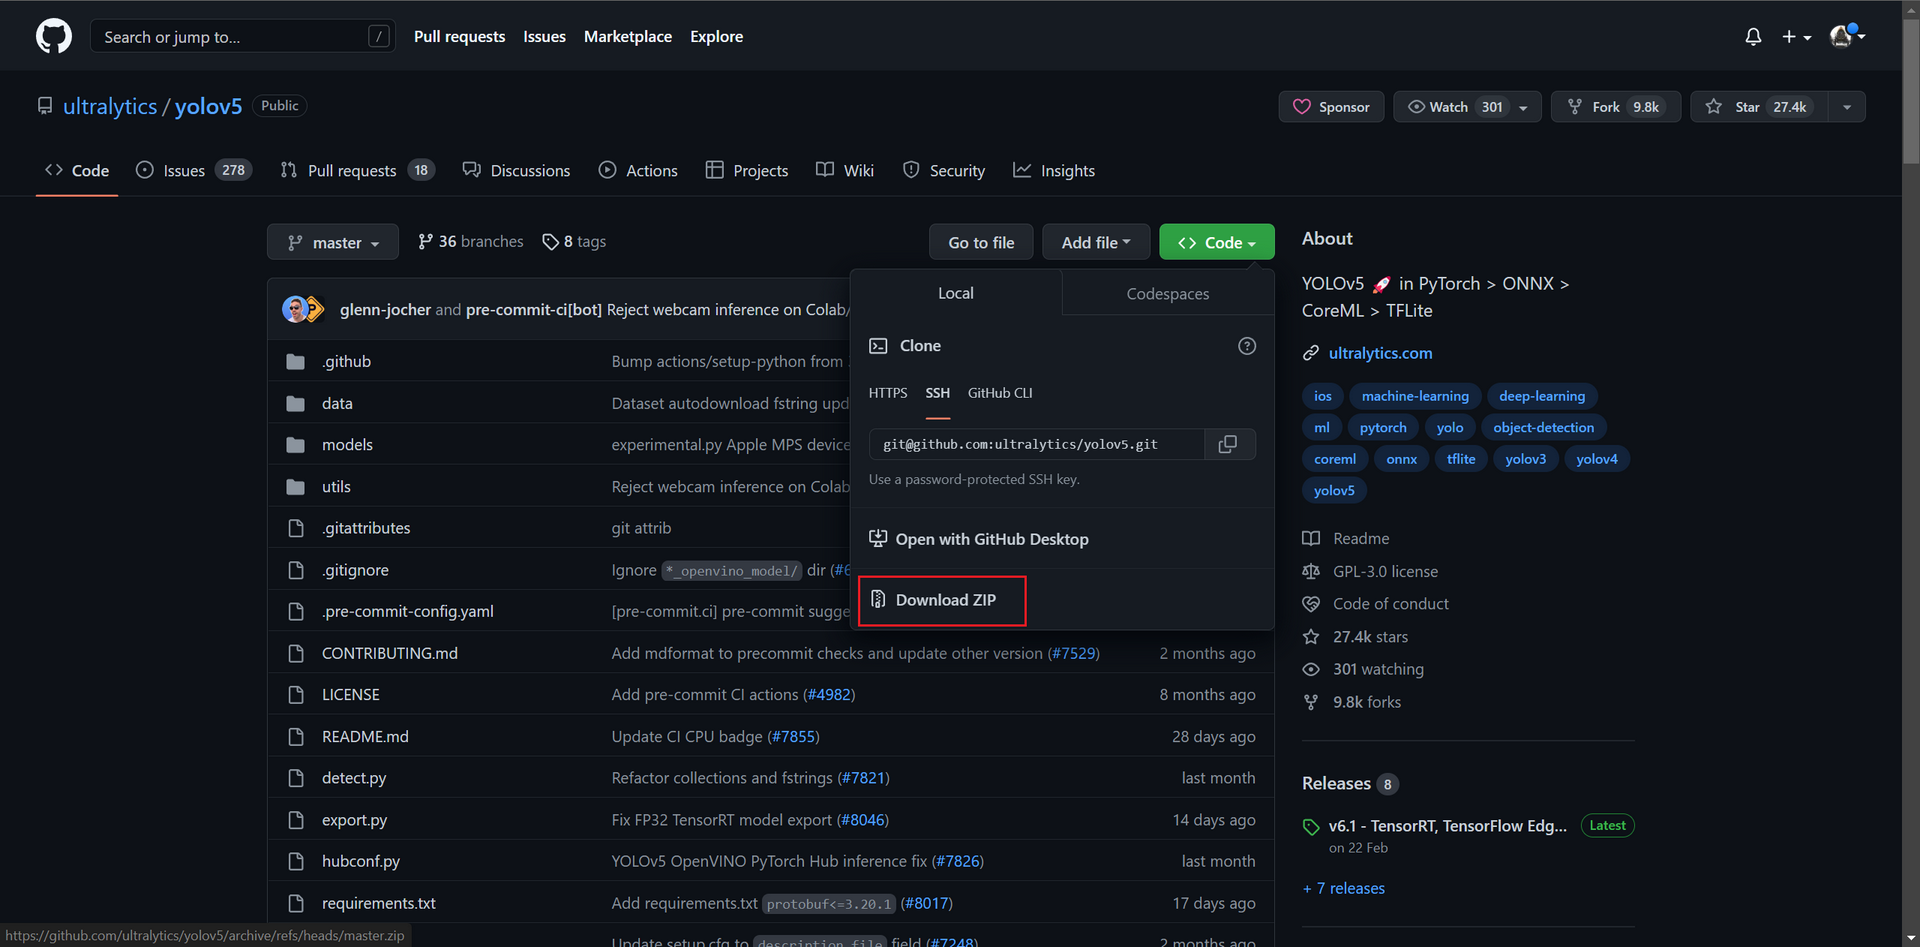 Search or jump to... /
Pull requests Issues Marketplace Explore
ultralytics / yolov5 Public
Sponsor Watch 301 Fork 9.8k Star 27.4k
Code Issues 278 Pull requests 18 Discussions Actions Projects Wiki Security Insights
master 36 branches 8 tags Go to file Add file Code
glenn-jocher and pre-commit-ci[bot] Reject webcam inference on Colab/
.github Bump actions/setup-python from
data Dataset autodownload fstring upd
models experimental.py Apple MPS device
utils Reject webcam inference on Colab
.gitattributes git attrib
.gitignore Ignore *_openvino_model/ dir (#6
.pre-commit-config.yaml [pre-commit.ci] pre-commit sugge
CONTRIBUTING.md Add mdformat to precommit checks and update other version (#7529) 2 months ago
LICENSE Add pre-commit CI actions (#4982) 8 months ago
README.md Update CI CPU badge (#7855) 28 days ago
detect.py Refactor collections and fstrings (#7821) last month
export.py Fix FP32 TensorRT model export (#8046) 14 days ago
hubconf.py YOLOv5 OpenVINO PyTorch Hub inference fix (#7826) last month
requirements.txt Add requirements.txt protobuf<=3.20.1 (#8017) 17 days ago
Update setup.cfg to description_file field (#7248) 2 months ago
Local Codespaces
Clone
HTTPS SSH GitHub CLI
git@github.com:ultralytics/yolov5.git
Use a password-protected SSH key.
Open with GitHub Desktop
Download ZIP
About
YOLOv5 🚀 in PyTorch > ONNX >
CoreML > TFLite
ultralytics.com
ios machine-learning deep-learning
ml pytorch yolo object-detection
coreml onnx tflite yolov3 yolov4
yolov5
Readme
GPL-3.0 license
Code of conduct
27.4k stars
301 watching
9.8k forks
Releases 8
v6.1 - TensorRT, TensorFlow Edg... Latest
on 22 Feb
+ 7 releases
https://github.com/ultralytics/yolov5/archive/refs/heads/master.zip